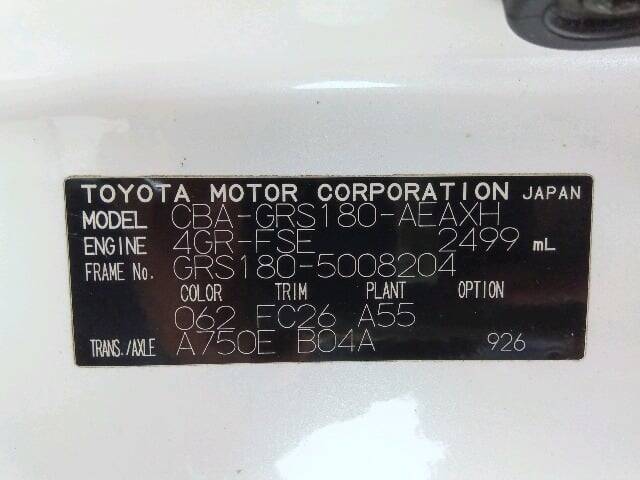 TOYOTA MOTOR CORPORATION JAPAN
MODEL CBA-GRS180-AEAXH
ENGINE 4GR-FSE 2499 mL
FRAME No. GRS180-5008204
COLOR TRIM PLANT OPTION
062 FC26 A55
TRANS./AXLE A750E B04A 926